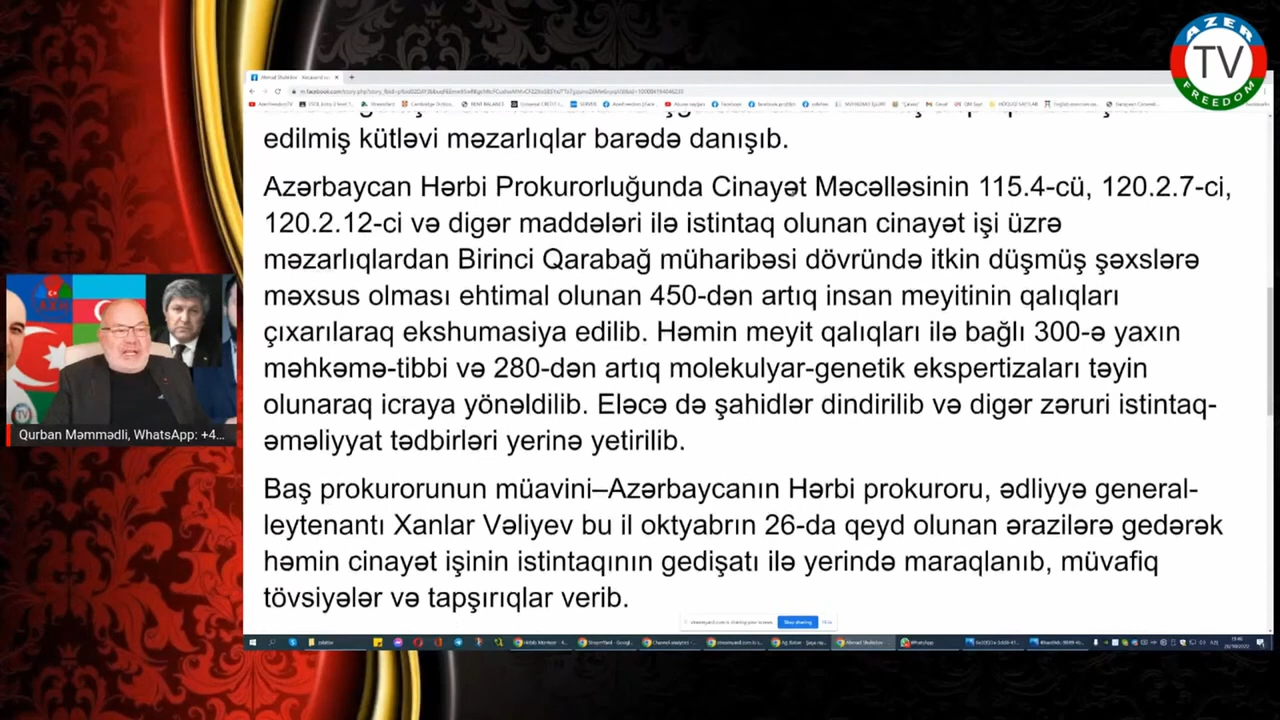 AZER
TV
FREEDOM
edilmiş kütləvi məzarlıqlar barədə danışıb.
Azərbaycan Hərbi Prokurorluğunda Cinayət Məcəlləsinin 115.4-cü, 120.2.7-ci,
120.2.12-ci və digər maddələri ilə istintaq olunan cinayət işi üzrə
məzarlıqlardan Birinci Qarabağ müharibəsi dövründə itkin düşmüş şəxslərə
məxsus olması ehtimal olunan 450-dən artıq insan meyitinin qalıqları
çıxarılaraq ekshumasiya edilib. Həmin meyit qalıqları ilə bağlı 300-ə yaxın
məhkəmə-tibbi və 280-dən artıq molekulyar-genetik ekspertizaları təyin
olunaraq icraya yönəldilib. Eləcə də şahidlər dindirilib və digər zəruri istintaq-
əməliyyat tədbirləri yerinə yetirilib.
Baş prokurorunun müavini–Azərbaycanın Hərbi prokuroru, ədliyyə general-
leytenantı Xanlar Vəliyev bu il oktyabrın 26-da qeyd olunan ərazilərə gedərək
həmin cinayət işinin istintaqının gedişatı ilə yerində maraqlanıb, müvafiq
tövsiyələr və tapşırıqlar verib.
Qurban Məmmədli, WhatsApp: +4...
Stop sharing
WhatsApp